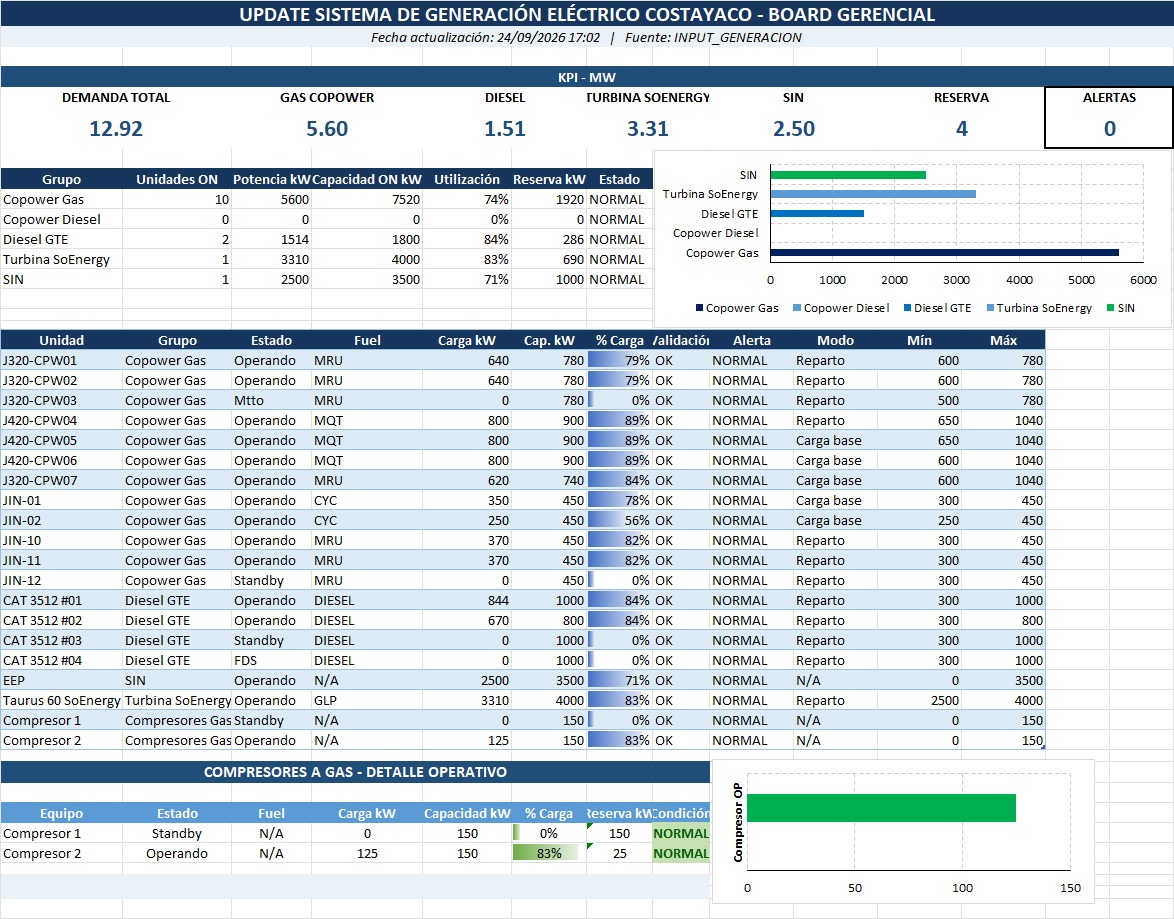 UPDATE SISTEMA DE GENERACIÓN ELÉCTRICO COSTAYACO - BOARD GERENCIAL
Fecha actualización: 24/09/2026 17:02 | Fuente: INPUT_GENERACION
KPI - MW
DEMANDA TOTAL GAS COPOWER DIESEL TURBINA SOENERGY SIN RESERVA ALERTAS
12.92 5.60 1.51 3.31 2.50 4 0
Grupo Unidades ON Potencia kW Capacidad ON kW Utilización Reserva kW Estado
Copower Gas 10 5600 7520 74% 1920 NORMAL
Copower Diesel 0 0 0 0% 0 NORMAL
Diesel GTE 2 1514 1800 84% 286 NORMAL
Turbina SoEnergy 1 3310 4000 83% 690 NORMAL
SIN 1 2500 3500 71% 1000 NORMAL
SIN
Turbina SoEnergy
Diesel GTE
Copower Diesel
Copower Gas
0 1000 2000 3000 4000 5000 6000
Copower Gas Copower Diesel Diesel GTE Turbina SoEnergy SIN
Unidad Grupo Estado Fuel Carga kW Cap. kW % Carga Validación Alerta Modo Mín Máx
J320-CPW01 Copower Gas Operando MRU 640 780 79% OK NORMAL Reparto 600 780
J320-CPW02 Copower Gas Operando MRU 640 780 79% OK NORMAL Reparto 600 780
J320-CPW03 Copower Gas Mtto MRU 0 780 0% OK NORMAL Reparto 500 780
J420-CPW04 Copower Gas Operando MQT 800 900 89% OK NORMAL Reparto 650 1040
J420-CPW05 Copower Gas Operando MQT 800 900 89% OK NORMAL Carga base 650 1040
J420-CPW06 Copower Gas Operando MQT 800 900 89% OK NORMAL Carga base 600 1040
J320-CPW07 Copower Gas Operando MRU 620 740 84% OK NORMAL Carga base 600 1040
JIN-01 Copower Gas Operando CYC 350 450 78% OK NORMAL Carga base 300 450
JIN-02 Copower Gas Operando CYC 250 450 56% OK NORMAL Carga base 250 450
JIN-10 Copower Gas Operando MRU 370 450 82% OK NORMAL Reparto 300 450
JIN-11 Copower Gas Operando MRU 370 450 82% OK NORMAL Reparto 300 450
JIN-12 Copower Gas Standby MRU 0 450 0% OK NORMAL Reparto 300 450
CAT 3512 #01 Diesel GTE Operando DIESEL 844 1000 84% OK NORMAL Reparto 300 1000
CAT 3512 #02 Diesel GTE Operando DIESEL 670 800 84% OK NORMAL Reparto 300 800
CAT 3512 #03 Diesel GTE Standby DIESEL 0 1000 0% OK NORMAL Reparto 300 1000
CAT 3512 #04 Diesel GTE FDS DIESEL 0 1000 0% OK NORMAL Reparto 300 1000
EEP SIN Operando N/A 2500 3500 71% OK NORMAL N/A 0 3500
Taurus 60 SoEnergy Turbina SoEnergy Operando GLP 3310 4000 83% OK NORMAL Reparto 2500 4000
Compresor 1 Compresores Gas Standby N/A 0 150 0% OK NORMAL N/A 0 150
Compresor 2 Compresores Gas Operando N/A 125 150 83% OK NORMAL N/A 0 150
COMPRESORES A GAS - DETALLE OPERATIVO
Equipo Estado Fuel Carga kW Capacidad kW % Carga Reserva kW Condición
Compresor 1 Standby N/A 0 150 0% 150 NORMAL
Compresor 2 Operando N/A 125 150 83% 25 NORMAL
Compresor OP
0 50 100 150